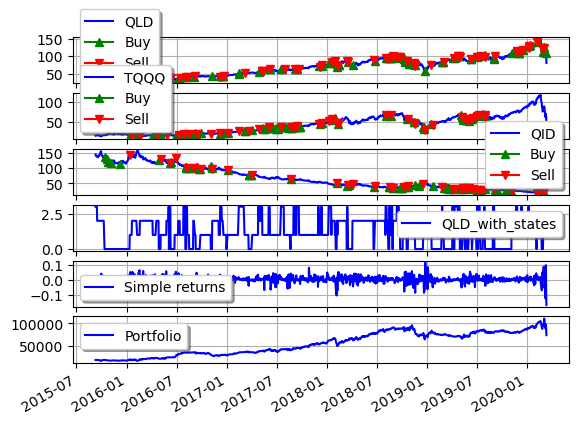 QLD
Buy
Sell
150
100
50
TQQQ
Buy
Sell
100
50
QID
Buy
Sell
150
100
50
QLD_with_states
2.5
0.0
Simple returns
0.1
0.0
−0.1
Portfolio
100000
50000
2015-07
2016-01
2016-07
2017-01
2017-07
2018-01
2018-07
2019-01
2019-07
2020-01